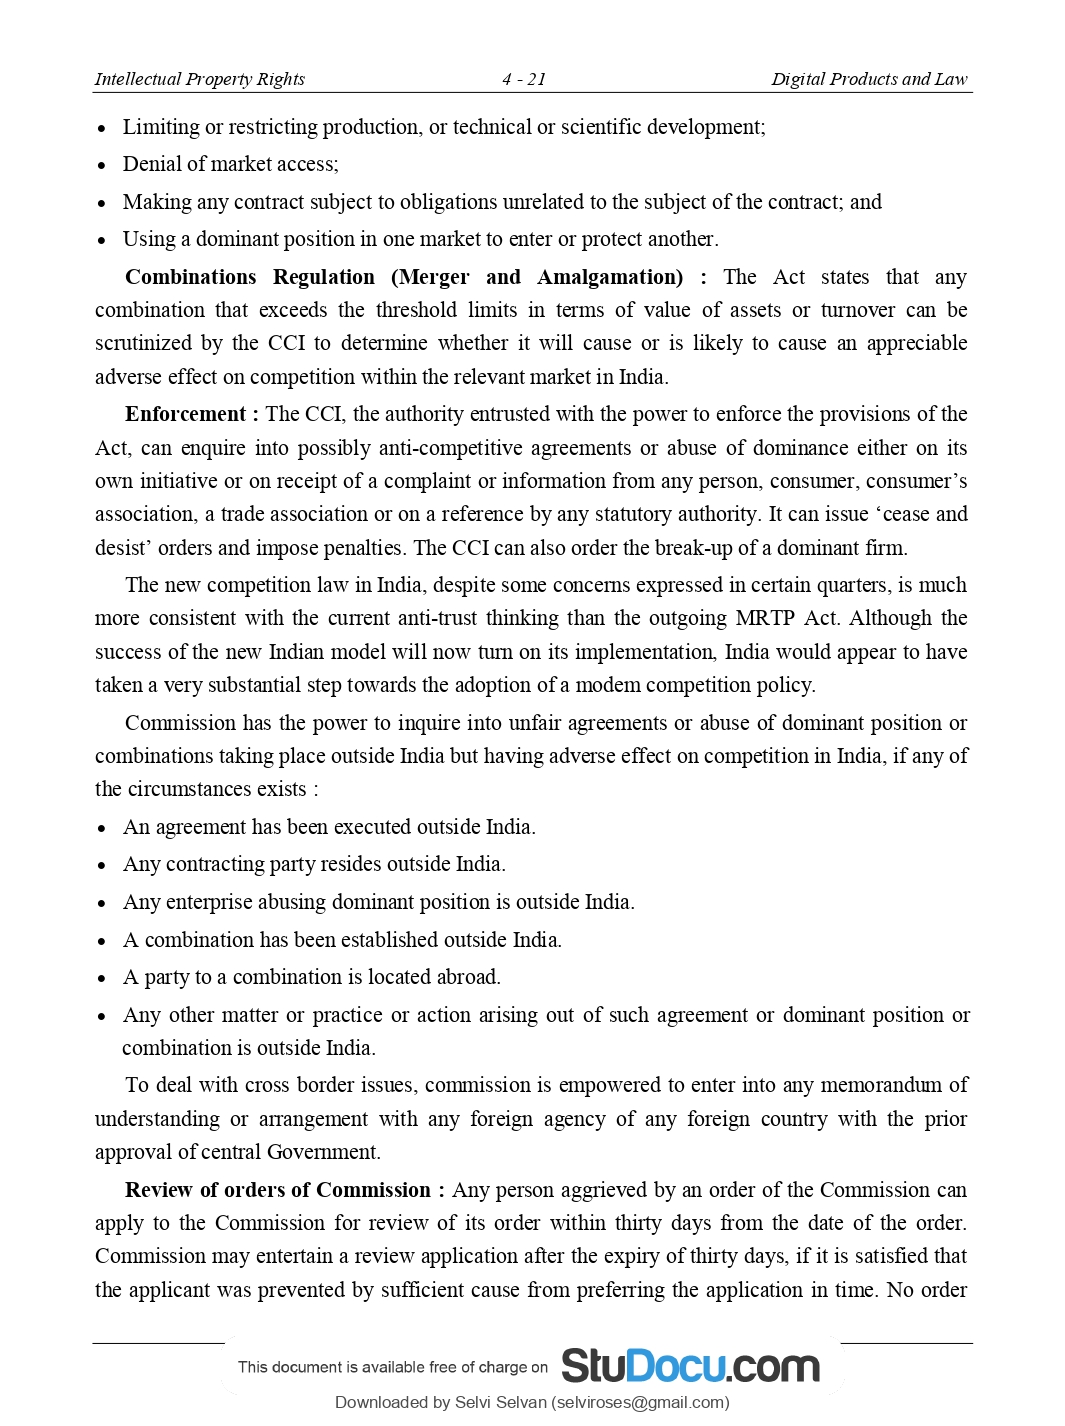 Intellectual Property Rights 4 - 21 Digital Products and Law
• Limiting or restricting production, or technical or scientific development;
• Denial of market access;
• Making any contract subject to obligations unrelated to the subject of the contract; and
• Using a dominant position in one market to enter or protect another.
Combinations Regulation (Merger and Amalgamation) : The Act states that any
combination that exceeds the threshold limits in terms of value of assets or turnover can be
scrutinized by the CCI to determine whether it will cause or is likely to cause an appreciable
adverse effect on competition within the relevant market in India.
Enforcement : The CCI, the authority entrusted with the power to enforce the provisions of the
Act, can enquire into possibly anti-competitive agreements or abuse of dominance either on its
own initiative or on receipt of a complaint or information from any person, consumer, consumer’s
association, a trade association or on a reference by any statutory authority. It can issue ‘cease and
desist’ orders and impose penalties. The CCI can also order the break-up of a dominant firm.
The new competition law in India, despite some concerns expressed in certain quarters, is much
more consistent with the current anti-trust thinking than the outgoing MRTP Act. Although the
success of the new Indian model will now turn on its implementation, India would appear to have
taken a very substantial step towards the adoption of a modem competition policy.
Commission has the power to inquire into unfair agreements or abuse of dominant position or
combinations taking place outside India but having adverse effect on competition in India, if any of
the circumstances exists :
• An agreement has been executed outside India.
• Any contracting party resides outside India.
• Any enterprise abusing dominant position is outside India.
• A combination has been established outside India.
• A party to a combination is located abroad.
• Any other matter or practice or action arising out of such agreement or dominant position or
combination is outside India.
To deal with cross border issues, commission is empowered to enter into any memorandum of
understanding or arrangement with any foreign agency of any foreign country with the prior
approval of central Government.
Review of orders of Commission : Any person aggrieved by an order of the Commission can
apply to the Commission for review of its order within thirty days from the date of the order.
Commission may entertain a review application after the expiry of thirty days, if it is satisfied that
the applicant was prevented by sufficient cause from preferring the application in time. No order
This document is available free of charge on StuDocu.com
Downloaded by Selvi Selvan (selviroses@gmail.com)